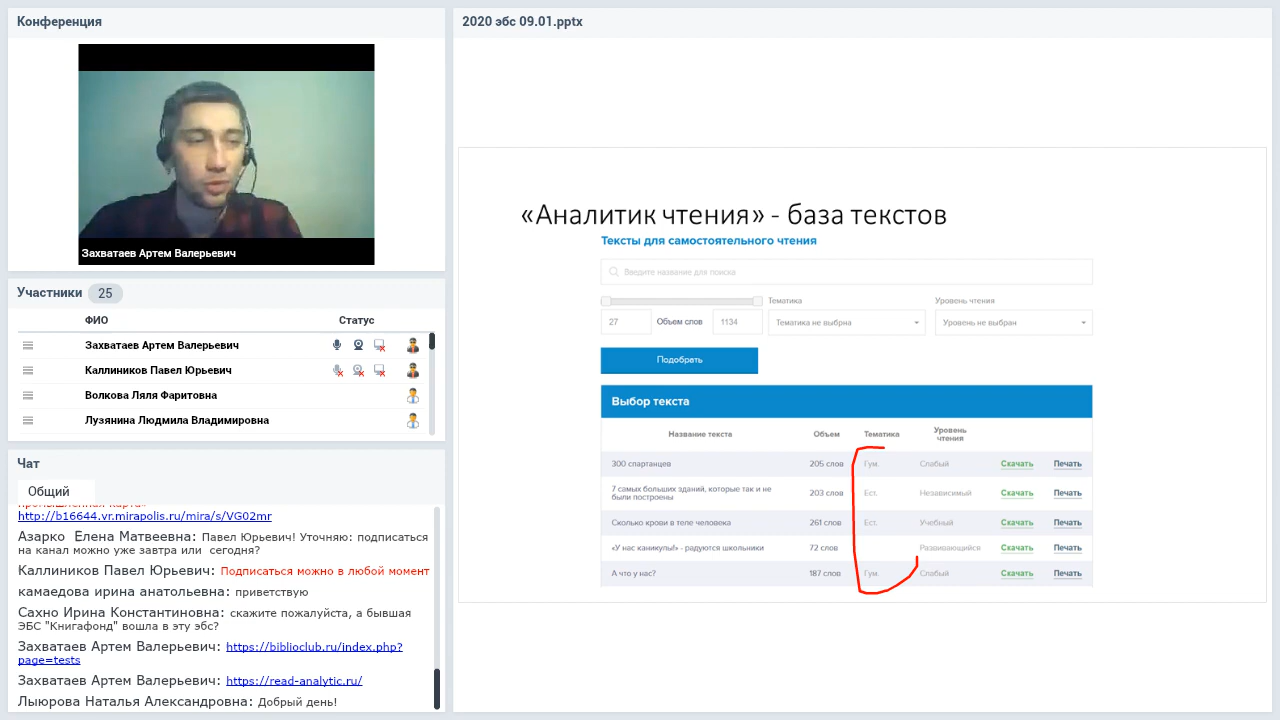 Конференция
Захватаев Артем Валерьевич
Участники 25
ФИО Статус
Захватаев Артем Валерьевич
Каллиников Павел Юрьевич
Волкова Ляля Фаритовна
Лузянина Людмила Владимировна
Чат
Общий
http://b16644.vr.mirapolis.ru/mira/s/VG02mr
Азарко Елена Матвеевна: Павел Юрьевич! Уточняю: подписаться
на канал можно уже завтра или сегодня?
Каллиников Павел Юрьевич: Подписаться можно в любой момент
камаедова ирина анатольевна: приветствую
Сахно Ирина Константиновна: скажите пожалуйста, а бывшая
ЭБС "Книгафонд" вошла в эту эбс?
Захватаев Артем Валерьевич: https://biblioclub.ru/index.php?
page=tests
Захватаев Артем Валерьевич: https://read-analytic.ru/
Лыюрова Наталья Александровна: Добрый день!
2020 эбс 09.01.pptx
«Аналитик чтения» - база текстов
Тексты для самостоятельного чтения
Введите название для поиска
Тематика Уровень чтения
27 Объем слов 1134 Тематика не выбрна Уровень не выбран
Подобрать
Выбор текста
Название текста Объем Тематика Уровень
чтения
300 спартанцев 205 слов Гум. Слабый Скачать Печать
7 самых больших зданий, которые так и не
были построены 203 слов Ест. Независимый Скачать Печать
Сколько крови в теле человека 261 слов Ест. Учебный Скачать Печать
«У нас каникулы!» - радуются школьники 72 слов Развивающийся Скачать Печать
А что у нас? 187 слов Гум. Слабый Скачать Печать